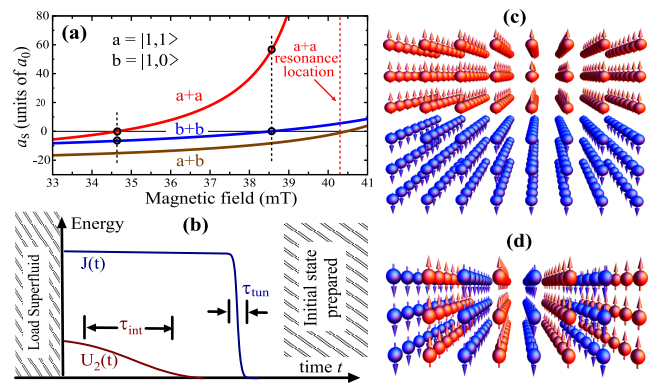 (a)
a = |1,1>
b = |1,0>
a+a
resonance
location
a+a
b+b
a+b
a_s (units of a_0)
80
60
40
20
0
-20
33 34 35 36 37 38 39 40 41
Magnetic field (mT)
(b)
Energy
Load Superfluid
J(t)
τ_tun
τ_int
U_2(t)
Initial state
prepared
time t
(c)
(d)